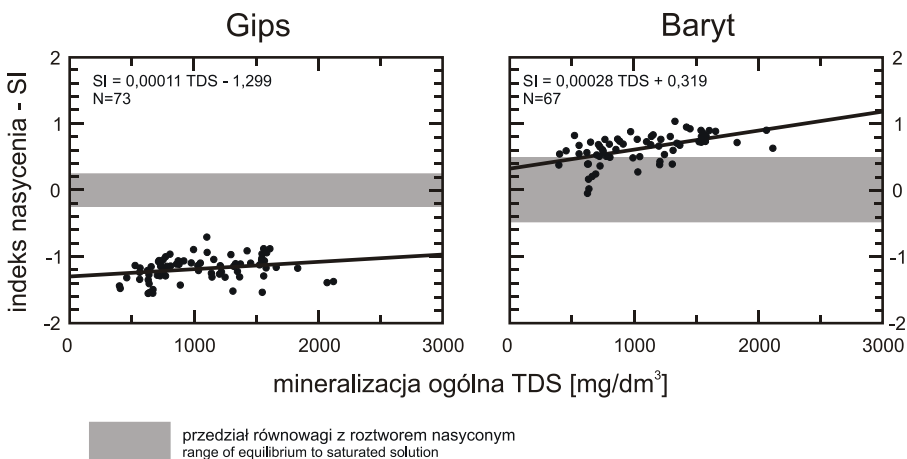 Gips
Baryt
indeks nasycenia - SI
2
1
0
-1
-2
SI = 0,00011 TDS - 1,299
N=73
0
1000
2000
3000
2
1
0
-1
-2
SI = 0,00028 TDS + 0,319
N=67
0
1000
2000
3000
mineralizacja ogólna TDS [mg/dm³]
przedział równowagi z roztworem nasyconym
range of equilibrium to saturated solution